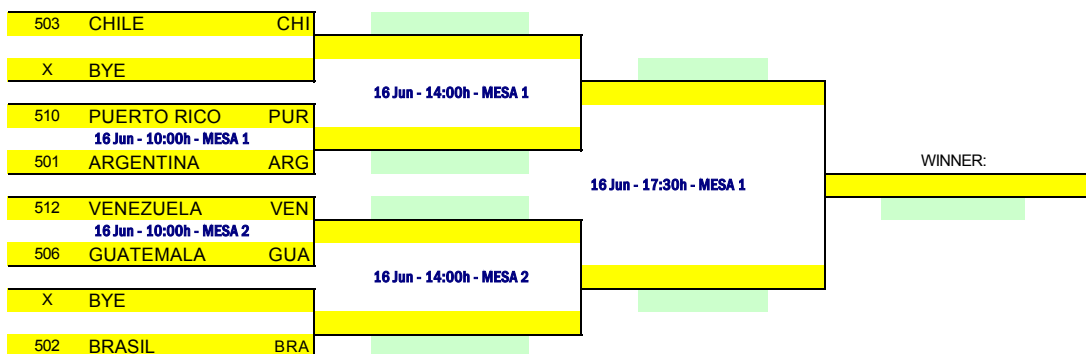 503 CHILE CHI
X BYE
16 Jun - 14:00h - MESA 1
510 PUERTO RICO PUR
16 Jun - 10:00h - MESA 1
501 ARGENTINA ARG
WINNER:
16 Jun - 17:30h - MESA 1
512 VENEZUELA VEN
16 Jun - 10:00h - MESA 2
506 GUATEMALA GUA
16 Jun - 14:00h - MESA 2
X BYE
502 BRASIL BRA